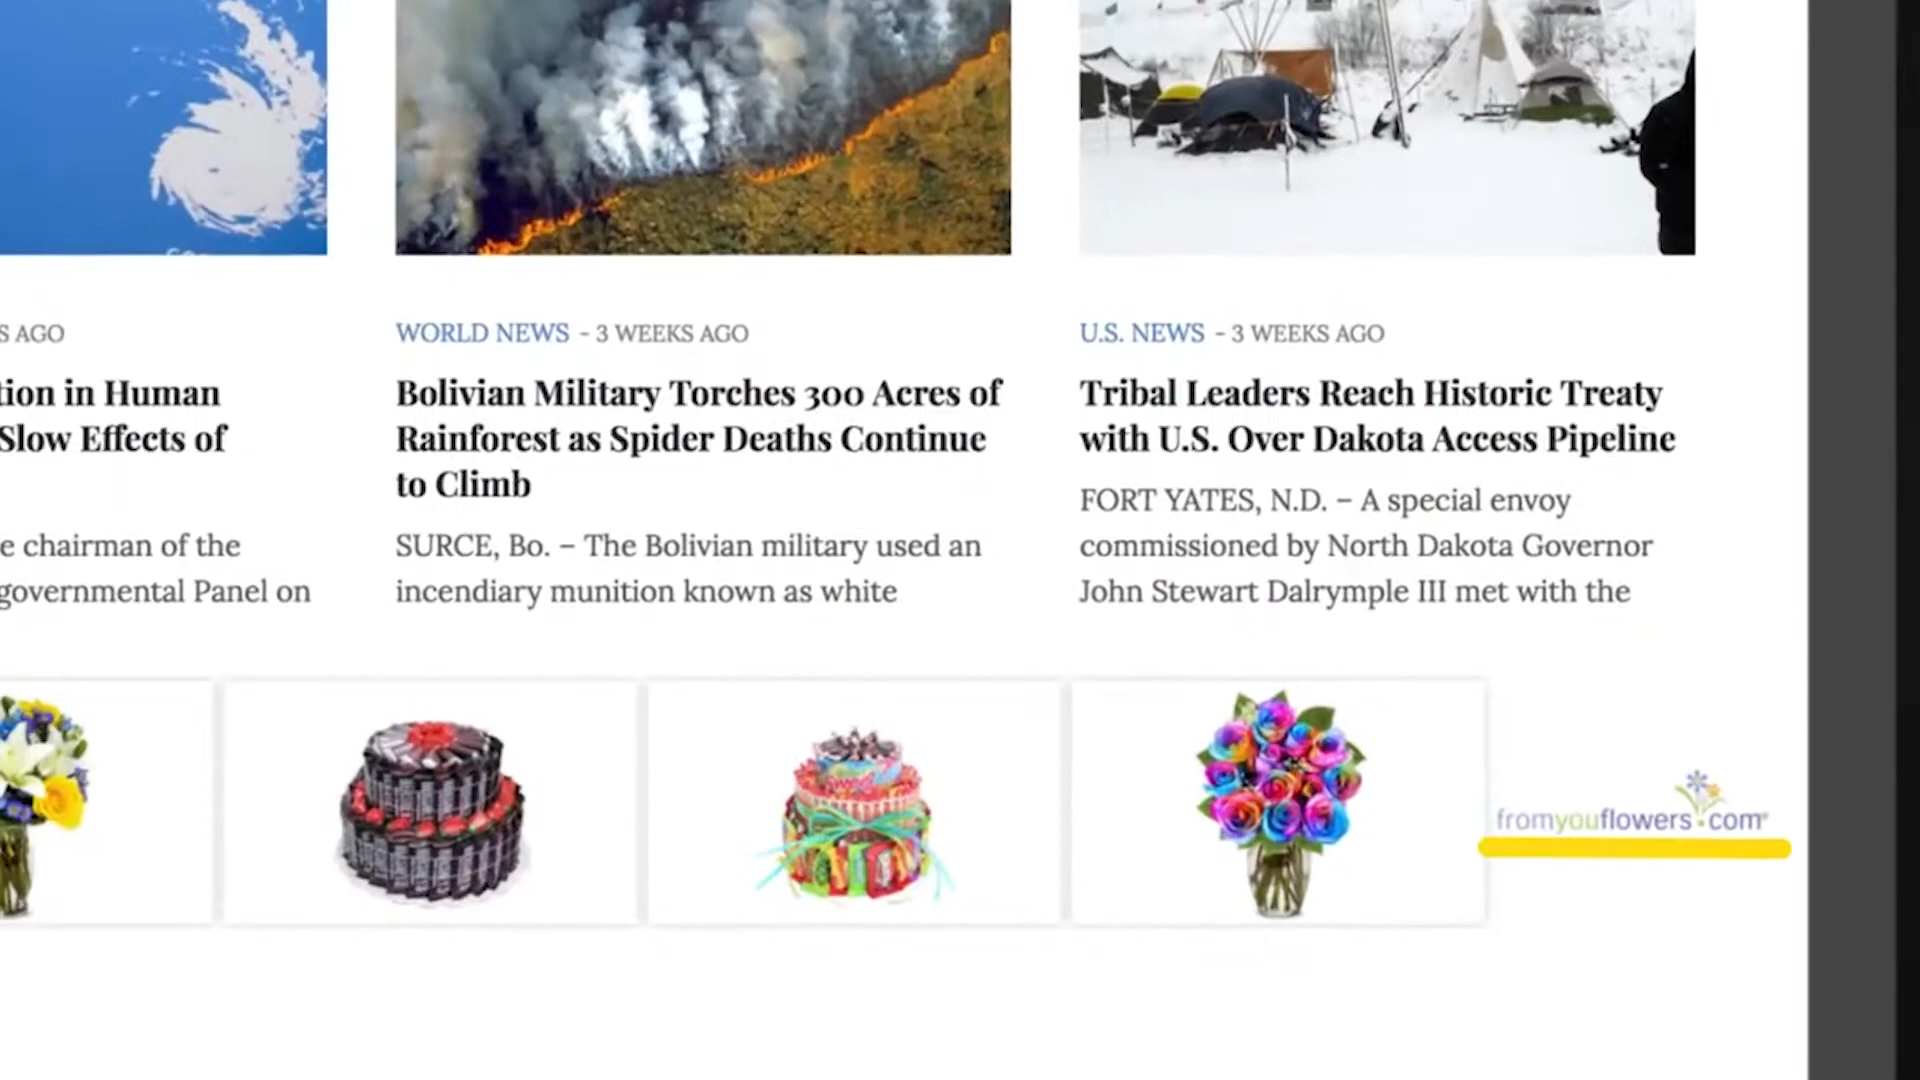 S AGO
tion in Human
Slow Effects of
e chairman of the
governmental Panel on
WORLD NEWS - 3 WEEKS AGO
Bolivian Military Torches 300 Acres of
Rainforest as Spider Deaths Continue
to Climb
SURCE, Bo. – The Bolivian military used an
incendiary munition known as white
U.S. NEWS - 3 WEEKS AGO
Tribal Leaders Reach Historic Treaty
with U.S. Over Dakota Access Pipeline
FORT YATES, N.D. – A special envoy
commissioned by North Dakota Governor
John Stewart Dalrymple III met with the
fromyouflowers.com